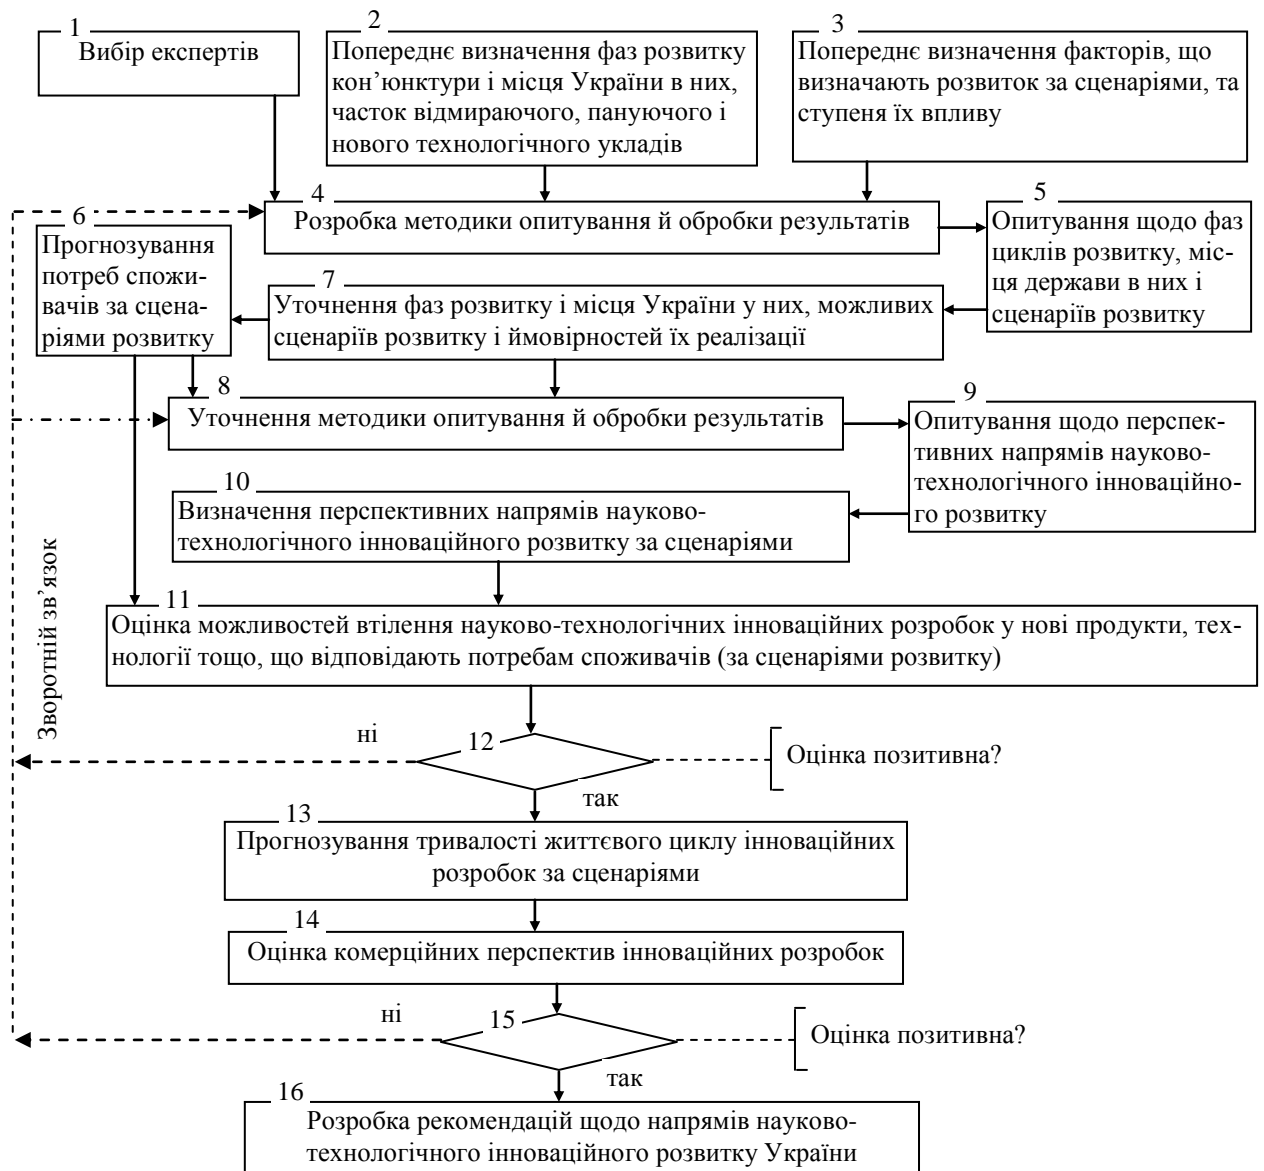 1
Вибір експертів
2
Попереднє визначення фаз розвитку
кон’юнктури і місця України в них,
часток відмираючого, пануючого і
нового технологічного укладів
3
Попереднє визначення факторів, що
визначають розвиток за сценаріями, та
ступеня їх впливу
4
Розробка методики опитування й обробки результатів
5
Опитування щодо фаз
циклів розвитку, міс-
ця держави в них і
сценаріїв розвитку
6
Прогнозування
потреб спожи-
вачів за сцена-
ріями розвитку
7
Уточнення фаз розвитку і місця України у них, можливих
сценаріїв розвитку і ймовірностей їх реалізації
8
Уточнення методики опитування й обробки результатів
9
Опитування щодо перспек-
тивних напрямів науково-
технологічного інноваційно-
го розвитку
10
Визначення перспективних напрямів науково-
технологічного інноваційного розвитку за сценаріями
Зворотній зв’язок
11
Оцінка можливостей втілення науково-технологічних інноваційних розробок у нові продукти, тех-
нології тощо, що відповідають потребам споживачів (за сценаріями розвитку)
ні
12
Оцінка позитивна?
так
13
Прогнозування тривалості життєвого циклу інноваційних
розробок за сценаріями
14
Оцінка комерційних перспектив інноваційних розробок
ні
15
Оцінка позитивна?
так
16
Розробка рекомендацій щодо напрямів науково-
технологічного інноваційного розвитку України